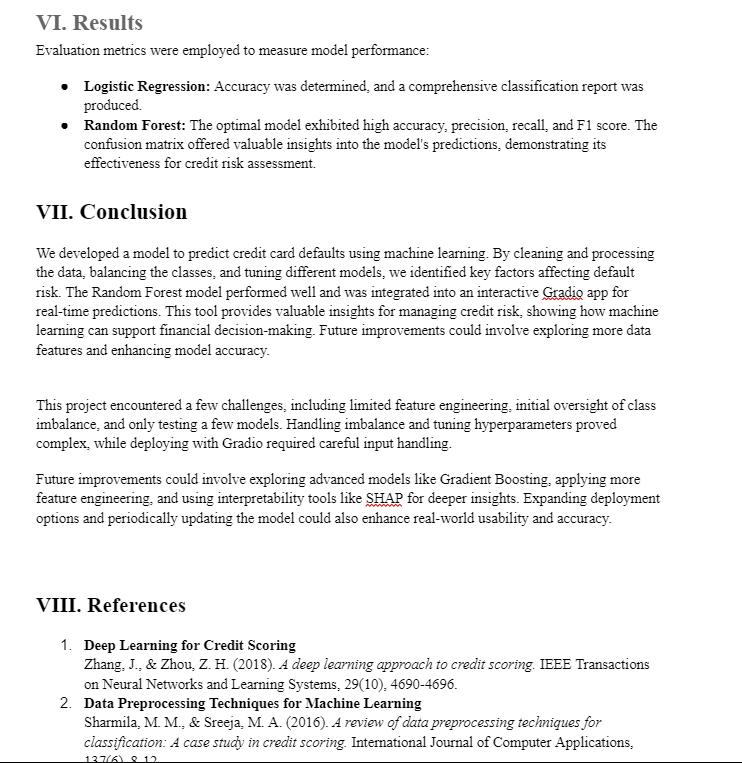 VI. Results
Evaluation metrics were employed to measure model performance:
● Logistic Regression: Accuracy was determined, and a comprehensive classification report was
produced.
● Random Forest: The optimal model exhibited high accuracy, precision, recall, and F1 score. The
confusion matrix offered valuable insights into the model's predictions, demonstrating its
effectiveness for credit risk assessment.
VII. Conclusion
We developed a model to predict credit card defaults using machine learning. By cleaning and processing
the data, balancing the classes, and tuning different models, we identified key factors affecting default
risk. The Random Forest model performed well and was integrated into an interactive Gradio app for
real-time predictions. This tool provides valuable insights for managing credit risk, showing how machine
learning can support financial decision-making. Future improvements could involve exploring more data
features and enhancing model accuracy.
This project encountered a few challenges, including limited feature engineering, initial oversight of class
imbalance, and only testing a few models. Handling imbalance and tuning hyperparameters proved
complex, while deploying with Gradio required careful input handling.
Future improvements could involve exploring advanced models like Gradient Boosting, applying more
feature engineering, and using interpretability tools like SHAP for deeper insights. Expanding deployment
options and periodically updating the model could also enhance real-world usability and accuracy.
VIII. References
1. Deep Learning for Credit Scoring
Zhang, J., & Zhou, Z. H. (2018). A deep learning approach to credit scoring. IEEE Transactions
on Neural Networks and Learning Systems, 29(10), 4690-4696.
2. Data Preprocessing Techniques for Machine Learning
Sharmila, M. M., & Sreeja, M. A. (2016). A review of data preprocessing techniques for
classification: A case study in credit scoring. International Journal of Computer Applications,
137(6), 8-12